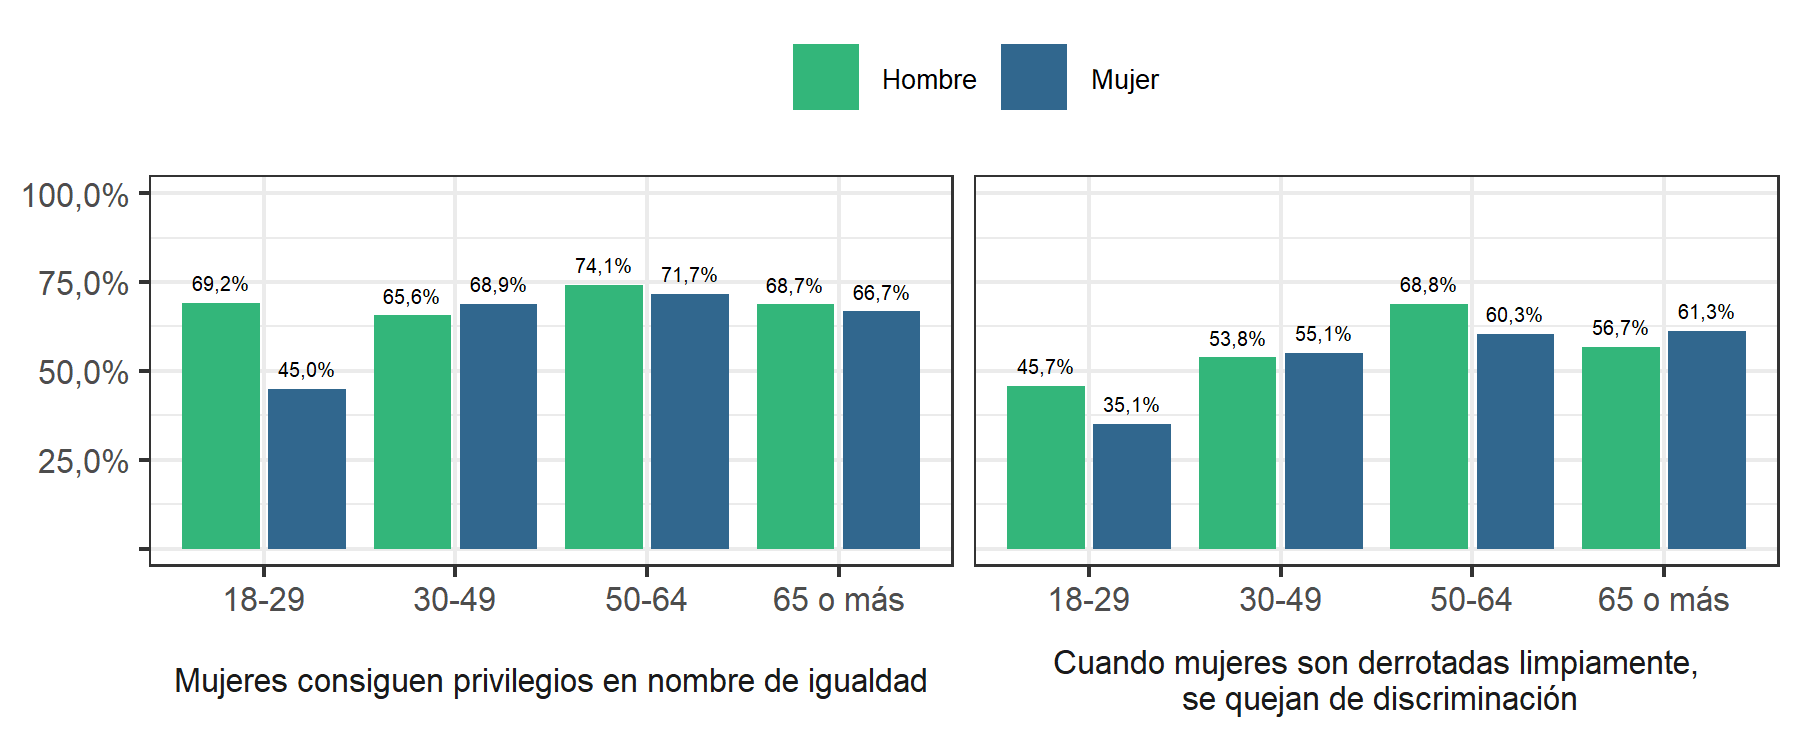 Hombre Mujer
100,0%
75,0%
50,0%
25,0%
69,2% 45,0% 65,6% 68,9% 74,1% 71,7% 68,7% 66,7%
18-29 30-49 50-64 65 o más
Mujeres consiguen privilegios en nombre de igualdad
45,7% 35,1% 53,8% 55,1% 68,8% 60,3% 56,7% 61,3%
18-29 30-49 50-64 65 o más
Cuando mujeres son derrotadas limpiamente,
se quejan de discriminación